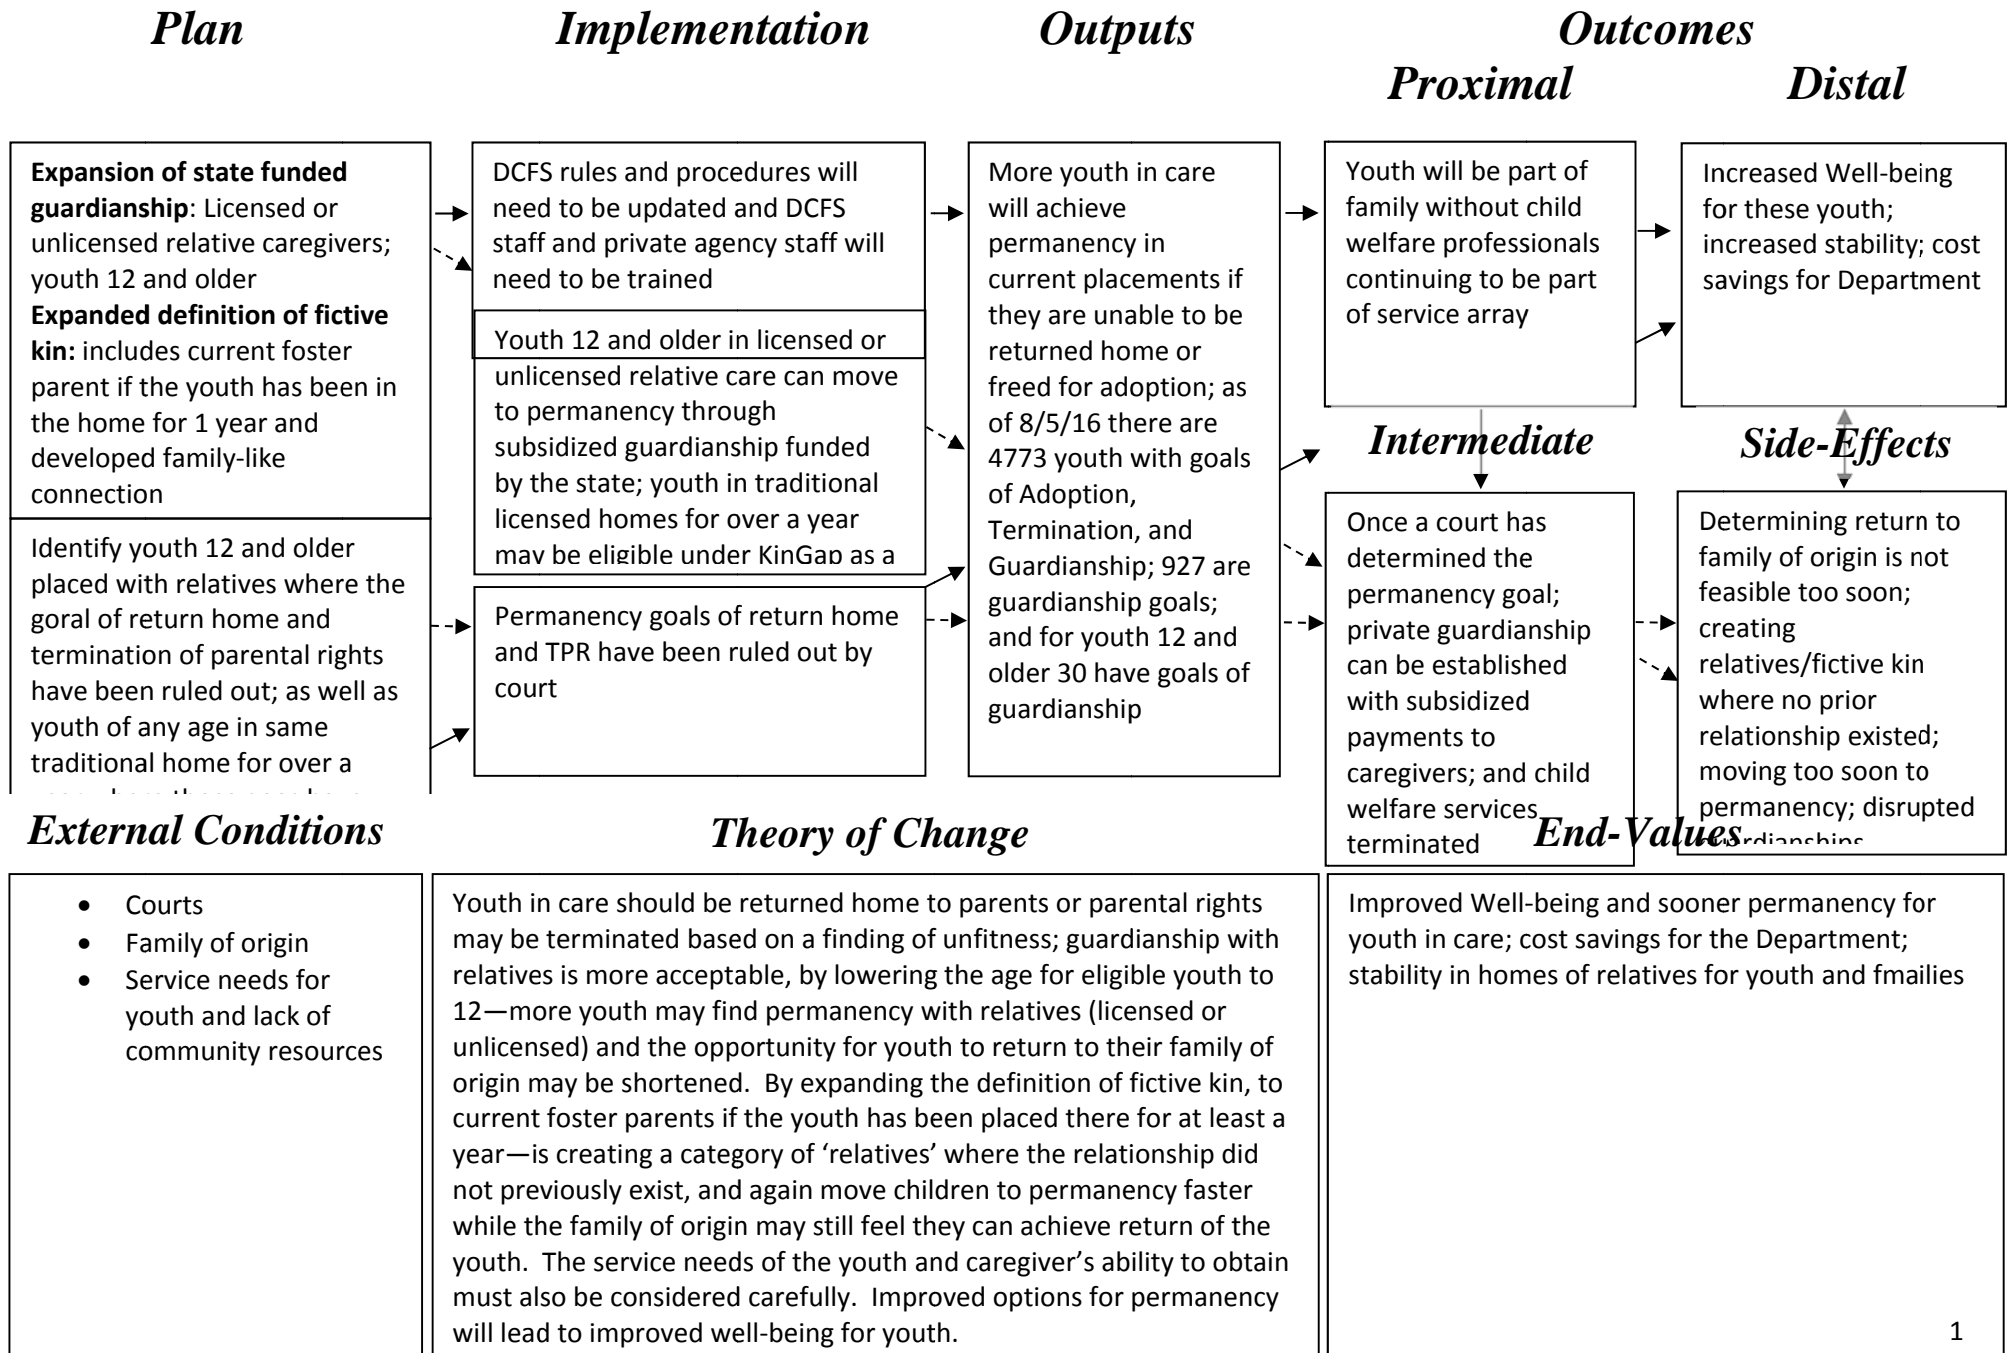 Plan
Implementation
Outputs
Outcomes
Proximal
Distal
Expansion of state funded
guardianship: Licensed or
unlicensed relative caregivers;
youth 12 and older
Expanded definition of fictive
kin: includes current foster
parent if the youth has been in
the home for 1 year and
developed family-like
connection
Identify youth 12 and older
placed with relatives where the
goral of return home and
termination of parental rights
have been ruled out; as well as
youth of any age in same
traditional home for over a
DCFS rules and procedures will
need to be updated and DCFS
staff and private agency staff will
need to be trained
Youth 12 and older in licensed or
unlicensed relative care can move
to permanency through
subsidized guardianship funded
by the state; youth in traditional
licensed homes for over a year
may be eligible under KinGap as a
Permanency goals of return home
and TPR have been ruled out by
court
More youth in care
will achieve
permanency in
current placements if
they are unable to be
returned home or
freed for adoption; as
of 8/5/16 there are
4773 youth with goals
of Adoption,
Termination, and
Guardianship; 927 are
guardianship goals;
and for youth 12 and
older 30 have goals of
guardianship
Youth will be part of
family without child
welfare professionals
continuing to be part
of service array
Intermediate
Once a court has
determined the
permanency goal;
private guardianship
can be established
with subsidized
payments to
caregivers; and child
welfare services
terminated
Increased Well-being
for these youth;
increased stability; cost
savings for Department
Side-Effects
Determining return to
family of origin is not
feasible too soon;
creating
relatives/fictive kin
where no prior
relationship existed;
moving too soon to
permanency; disrupted
guardianships
External Conditions
Theory of Change
End-Values
• Courts
• Family of origin
• Service needs for
youth and lack of
community resources
Youth in care should be returned home to parents or parental rights
may be terminated based on a finding of unfitness; guardianship with
relatives is more acceptable, by lowering the age for eligible youth to
12—more youth may find permanency with relatives (licensed or
unlicensed) and the opportunity for youth to return to their family of
origin may be shortened.  By expanding the definition of fictive kin, to
current foster parents if the youth has been placed there for at least a
year—is creating a category of ‘relatives’ where the relationship did
not previously exist, and again move children to permanency faster
while the family of origin may still feel they can achieve return of the
youth.  The service needs of the youth and caregiver’s ability to obtain
must also be considered carefully.  Improved options for permanency
will lead to improved well-being for youth.
Improved Well-being and sooner permanency for
youth in care; cost savings for the Department;
stability in homes of relatives for youth and fmailies
1